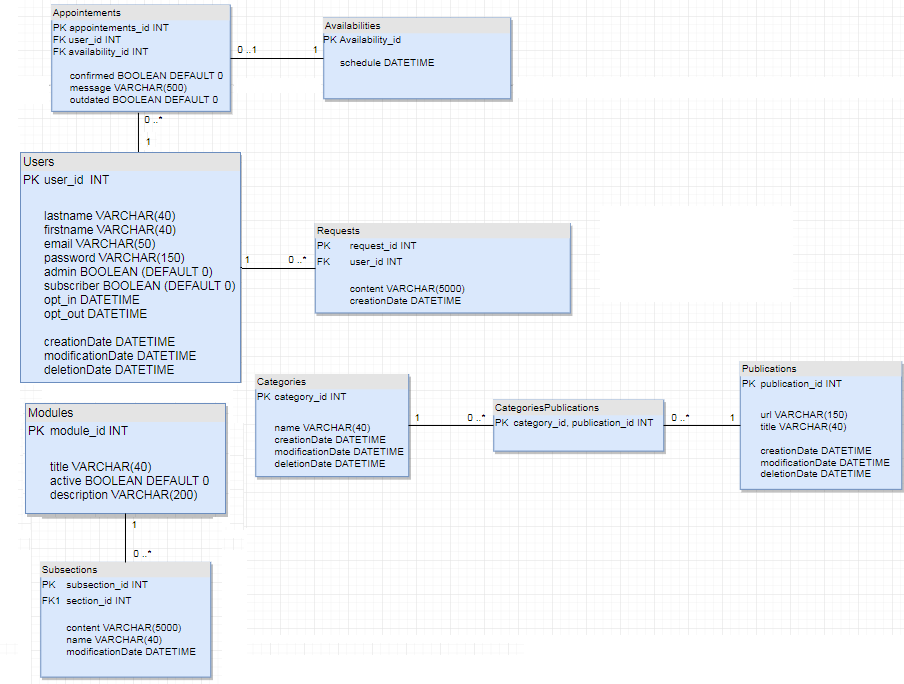 Appointements
PK appointements_id INT
FK user_id INT
FK availability_id INT
confirmed BOOLEAN DEFAULT 0
message VARCHAR(500)
outdated BOOLEAN DEFAULT 0
0 ..1
1
Availabilities
PK Availability_id
schedule DATETIME
0 ..*
1
Users
PK user_id INT
lastname VARCHAR(40)
firstname VARCHAR(40)
email VARCHAR(50)
password VARCHAR(150)
admin BOOLEAN (DEFAULT 0)
subscriber BOOLEAN (DEFAULT 0)
opt_in DATETIME
opt_out DATETIME
creationDate DATETIME
modificationDate DATETIME
deletionDate DATETIME
1
0 ..*
Requests
PK request_id INT
FK user_id INT
content VARCHAR(5000)
creationDate DATETIME
Categories
PK category_id INT
name VARCHAR(40)
creationDate DATETIME
modificationDate DATETIME
deletionDate DATETIME
1
0 ..*
CategoriesPublications
PK category_id, publication_id INT
0 ..*
1
Publications
PK publication_id INT
url VARCHAR(150)
title VARCHAR(40)
creationDate DATETIME
modificationDate DATETIME
deletionDate DATETIME
Modules
PK module_id INT
title VARCHAR(40)
active BOOLEAN DEFAULT 0
description VARCHAR(200)
1
0 ..*
Subsections
PK subsection_id INT
FK1 section_id INT
content VARCHAR(5000)
name VARCHAR(40)
modificationDate DATETIME